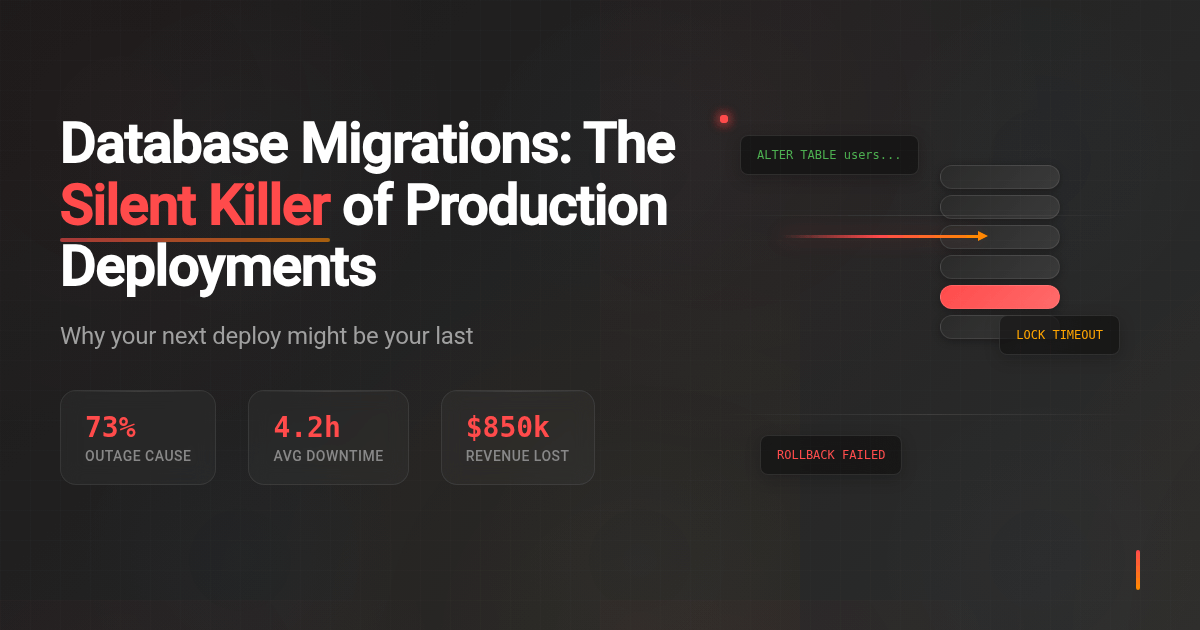 Database Migrations: The
Silent Killer of Production
Deployments
Why your next deploy might be your last
73%
OUTAGE CAUSE
4.2h
AVG DOWNTIME
$850k
REVENUE LOST
ALTER TABLE users...
LOCK TIMEOUT
ROLLBACK FAILED